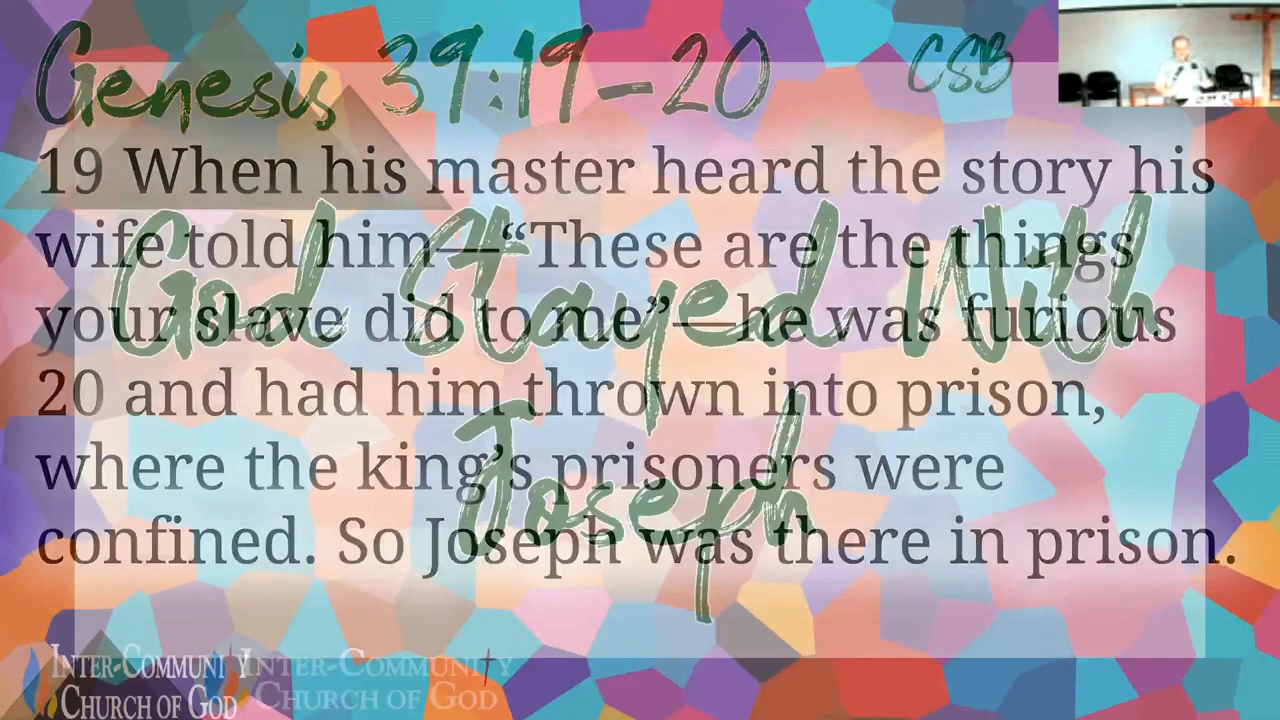 Genesis 39:19-20 CSB
19 When his master heard the story his
wife told him—“These are the things
your slave did to me”—he was furious
20 and had him thrown into prison,
where the king’s prisoners were
confined. So Joseph was there in prison.
God Stayed With
Joseph
INTER-COMMUNITY
CHURCH OF GOD
INTER-COMMUNITY
CHURCH OF GOD